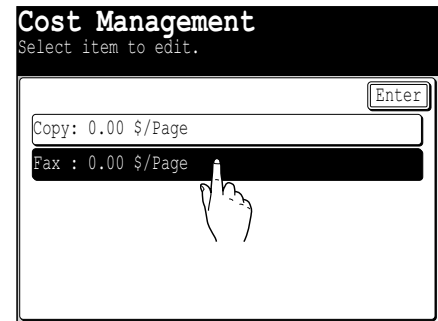 Cost Management
Select item to edit.
Enter
Copy: 0.00 $/Page
Fax : 0.00 $/Page